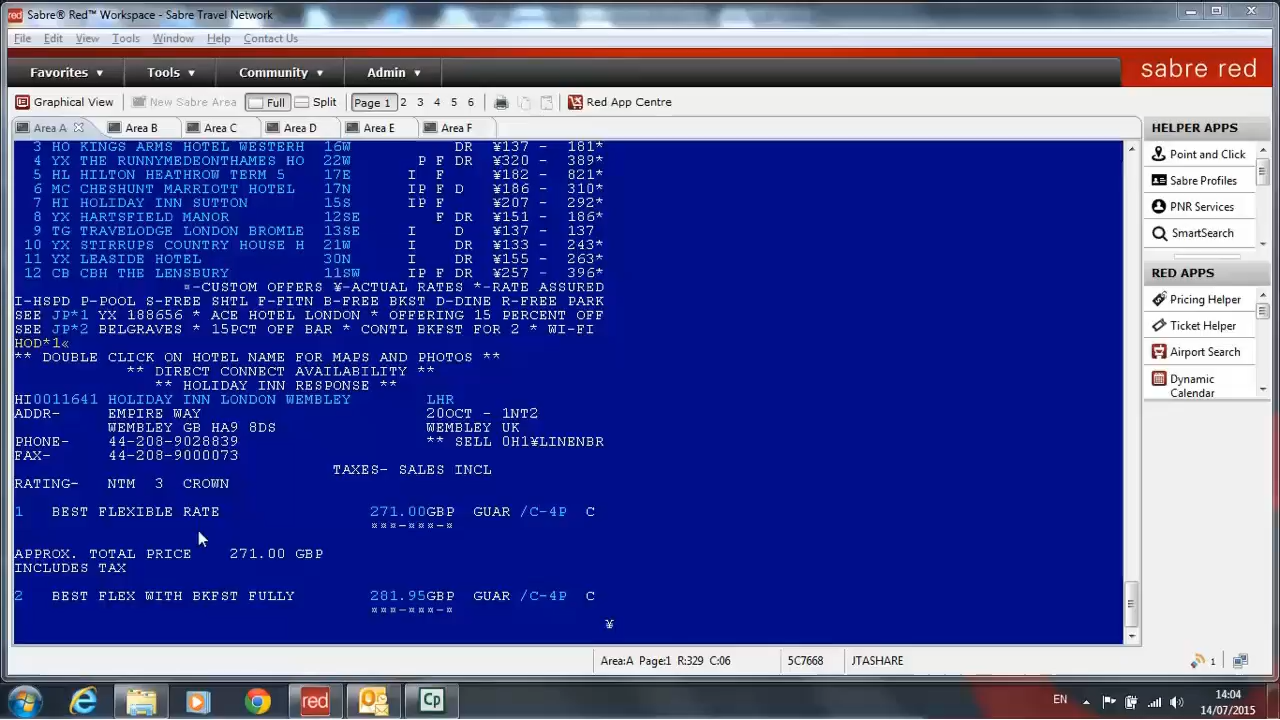 Sabre® Red™ Workspace - Sabre Travel Network
File Edit View Tools Window Help Contact Us
Favorites Tools Community Admin sabre red
Graphical View New Sabre Area Full Split Page 1 2 3 4 5 6 Red App Centre
Area A Area B Area C Area D Area E Area F
3 HO KINGS ARMS HOTEL WESTERH 16W DR ¥137 - 181*
4 YX THE RUNNYMEDEONTHAMES HO 22W P F DR ¥320 - 389*
5 HL HILTON HEATHROW TERM 5 17E I F ¥182 - 821*
6 MC CHESHUNT MARRIOTT HOTEL 17N IP F D ¥186 - 310*
7 HI HOLIDAY INN SUTTON 15S IP F ¥207 - 292*
8 YX HARTSFIELD MANOR 12SE F DR ¥151 - 186*
9 TG TRAVELODGE LONDON BROMLE 13SE I D ¥137 - 137
10 YX STIRRUPS COUNTRY HOUSE H 21W I DR ¥133 - 243*
11 YX LEASIDE HOTEL 30N I DR ¥155 - 263*
12 CB CBH THE LENSBURY 11SW IP F DR ¥257 - 396*
¤-CUSTOM OFFERS ¥-ACTUAL RATES *-RATE ASSURED
I-HSPD P-POOL S-FREE SHTL F-FITN B-FREE BKST D-DINE R-FREE PARK
SEE JP*1 YX 188656 * ACE HOTEL LONDON * OFFERING 15 PERCENT OFF
SEE JP*2 BELGRAVES * 15PCT OFF BAR * CONTL BKFST FOR 2 * WI-FI
HOD*1«
** DOUBLE CLICK ON HOTEL NAME FOR MAPS AND PHOTOS **
** DIRECT CONNECT AVAILABILITY **
** HOLIDAY INN RESPONSE **
HI0011641 HOLIDAY INN LONDON WEMBLEY LHR
ADDR- EMPIRE WAY 20OCT - 1NT2
WEMBLEY GB HA9 8DS WEMBLEY UK
PHONE- 44-208-9028839 ** SELL 0H1¥LINENBR
FAX- 44-208-9000073
TAXES- SALES INCL
RATING- NTM 3 CROWN
1 BEST FLEXIBLE RATE 271.00GBP GUAR /C-4P C
¤¤¤-¤¤¤-¤
APPROX. TOTAL PRICE 271.00 GBP
INCLUDES TAX
2 BEST FLEX WITH BKFST FULLY 281.95GBP GUAR /C-4P C
¤¤¤-¤¤¤-¤
¥
HELPER APPS
Point and Click
Sabre Profiles
PNR Services
SmartSearch
RED APPS
Pricing Helper
Ticket Helper
Airport Search
Dynamic
Calendar
Area:A Page:1 R:329 C:06 5C7668 JTASHARE 1
red Cp EN 14:04
14/07/2015